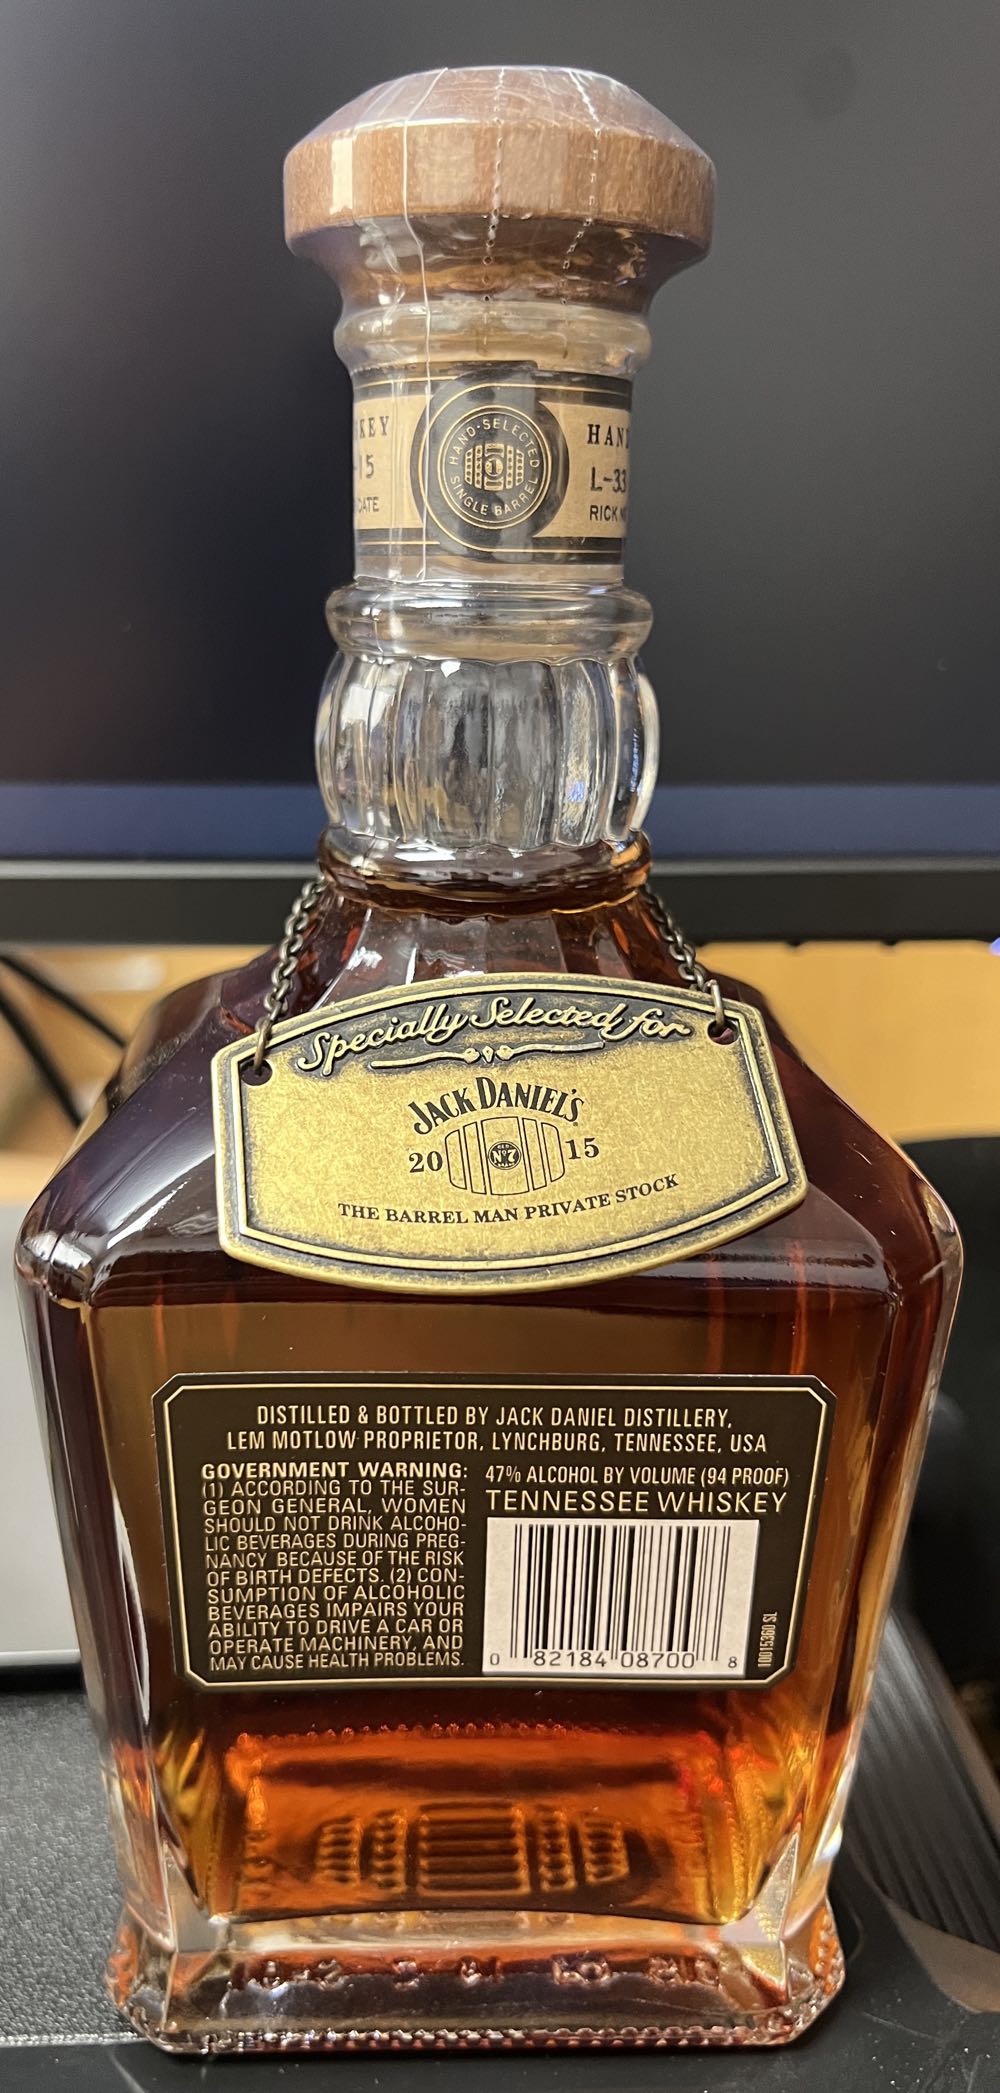 HAND-SELECTED
SINGLE BARREL
1
L-33
RICK
-15
DATE
Specially Selected for
JACK DANIEL'S
20 OLD No. 7 15
THE BARREL MAN PRIVATE STOCK
DISTILLED & BOTTLED BY JACK DANIEL DISTILLERY,
LEM MOTLOW PROPRIETOR, LYNCHBURG, TENNESSEE, USA
GOVERNMENT WARNING:
(1) ACCORDING TO THE SUR-
GEON GENERAL, WOMEN
SHOULD NOT DRINK ALCOHO-
LIC BEVERAGES DURING PREG-
NANCY BECAUSE OF THE RISK
OF BIRTH DEFECTS. (2) CON-
SUMPTION OF ALCOHOLIC
BEVERAGES IMPAIRS YOUR
ABILITY TO DRIVE A CAR OR
OPERATE MACHINERY, AND
MAY CAUSE HEALTH PROBLEMS.
47% ALCOHOL BY VOLUME (94 PROOF)
TENNESSEE WHISKEY
0 82184 08700 8
10015360 SL